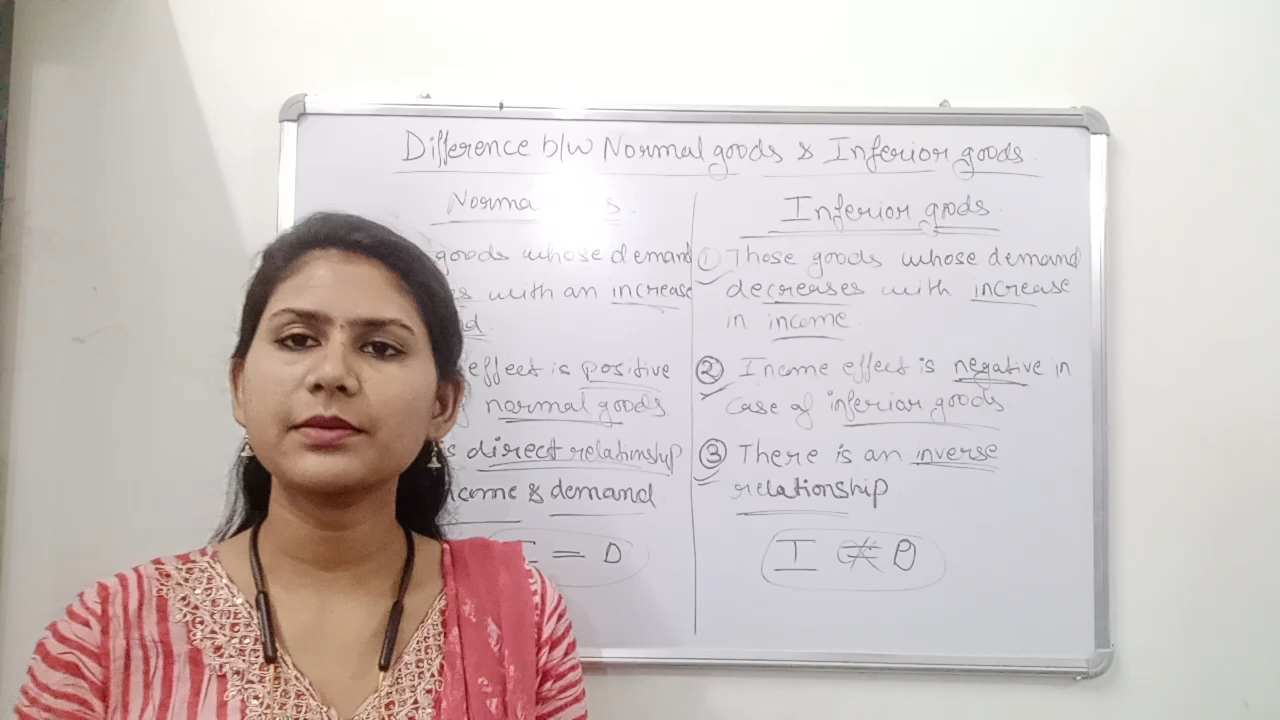 Difference b/w Normal goods & Inferior goods.
goods whose demand
with an increase
effect is positive
normal goods.
is direct relationship
& demand
= D
Inferior goods.
① Those goods whose demand
decreases with increase
in income
② Income effect is negative in
case of inferior goods
③ There is an inverse
relationship
I ≠ D